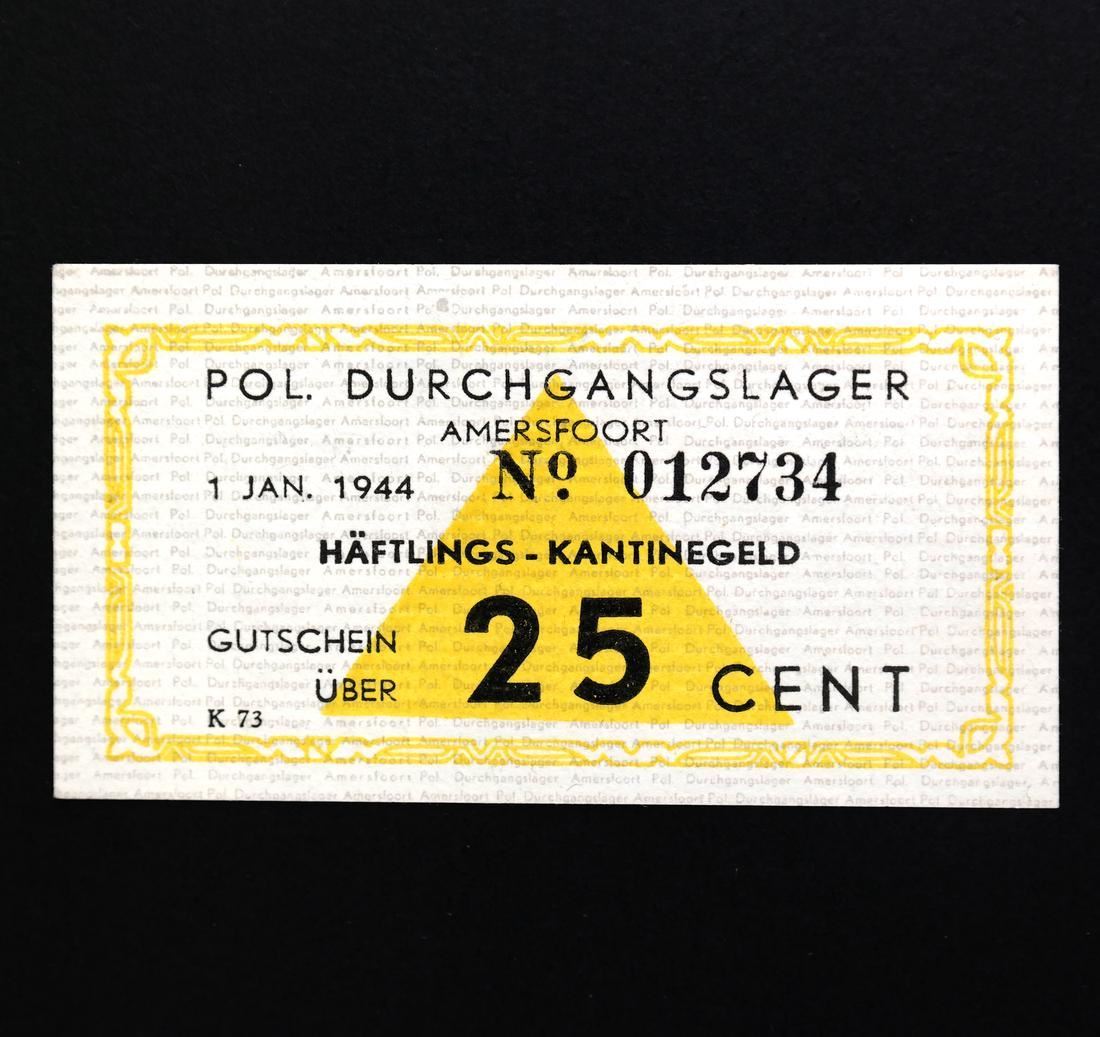 POL. DURCHGANGSLAGER
AMERSFOORT
1 JAN. 1944 Nº 012734
HÄFTLINGS - KANTINEGELD
GUTSCHEIN
ÜBER 25 CENT
K 73